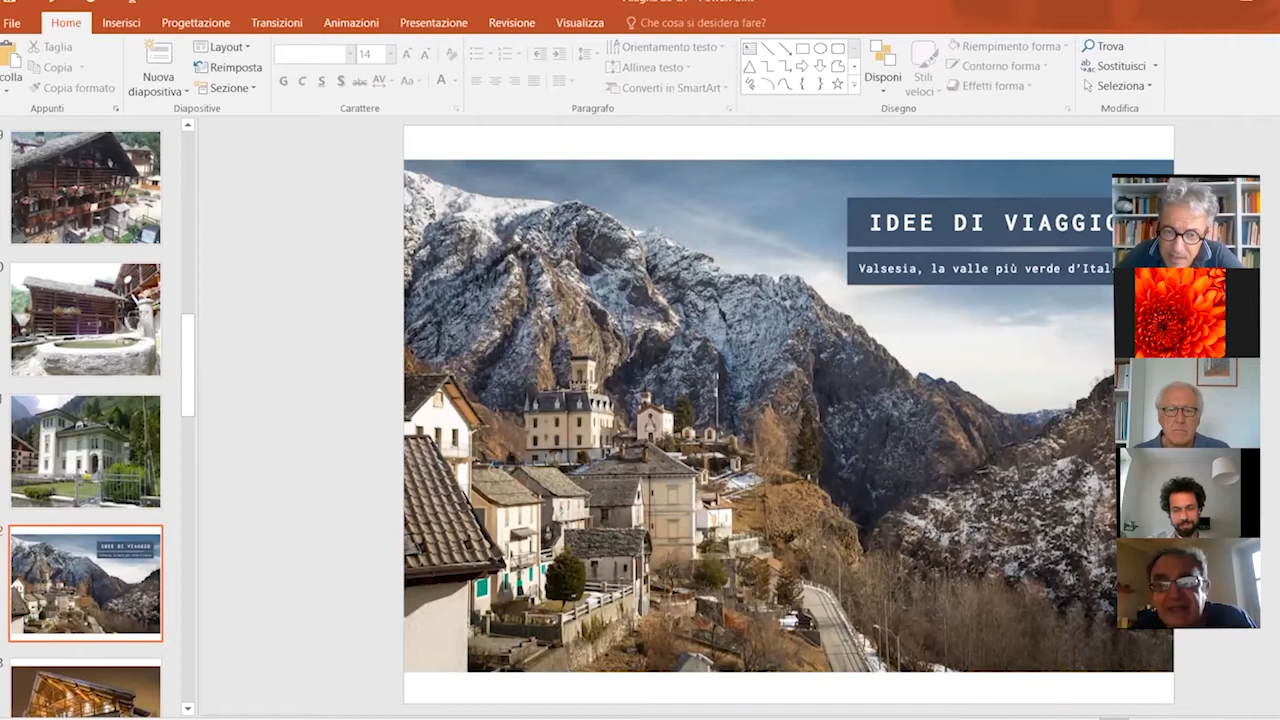 File Home Inserisci Progettazione Transizioni Animazioni Presentazione Revisione Visualizza Che cosa si desidera fare?
colla
Taglia
Copia
Copia formato
Appunti
Nuova
diapositiva
Layout
Reimposta
Sezione
Diapositive
14
G C S S abc AV Aa A
Carattere
Orientamento testo
Allinea testo
Converti in SmartArt
Paragrafo
Disponi
Stili
veloci
Riempimento forma
Contorno forma
Effetti forma
Disegno
Trova
Sostituisci
Seleziona
Modifica
IDEE DI VIAGGIO
Valsesia, la valle più verde d'Ital
IDEE DI VIAGGIO